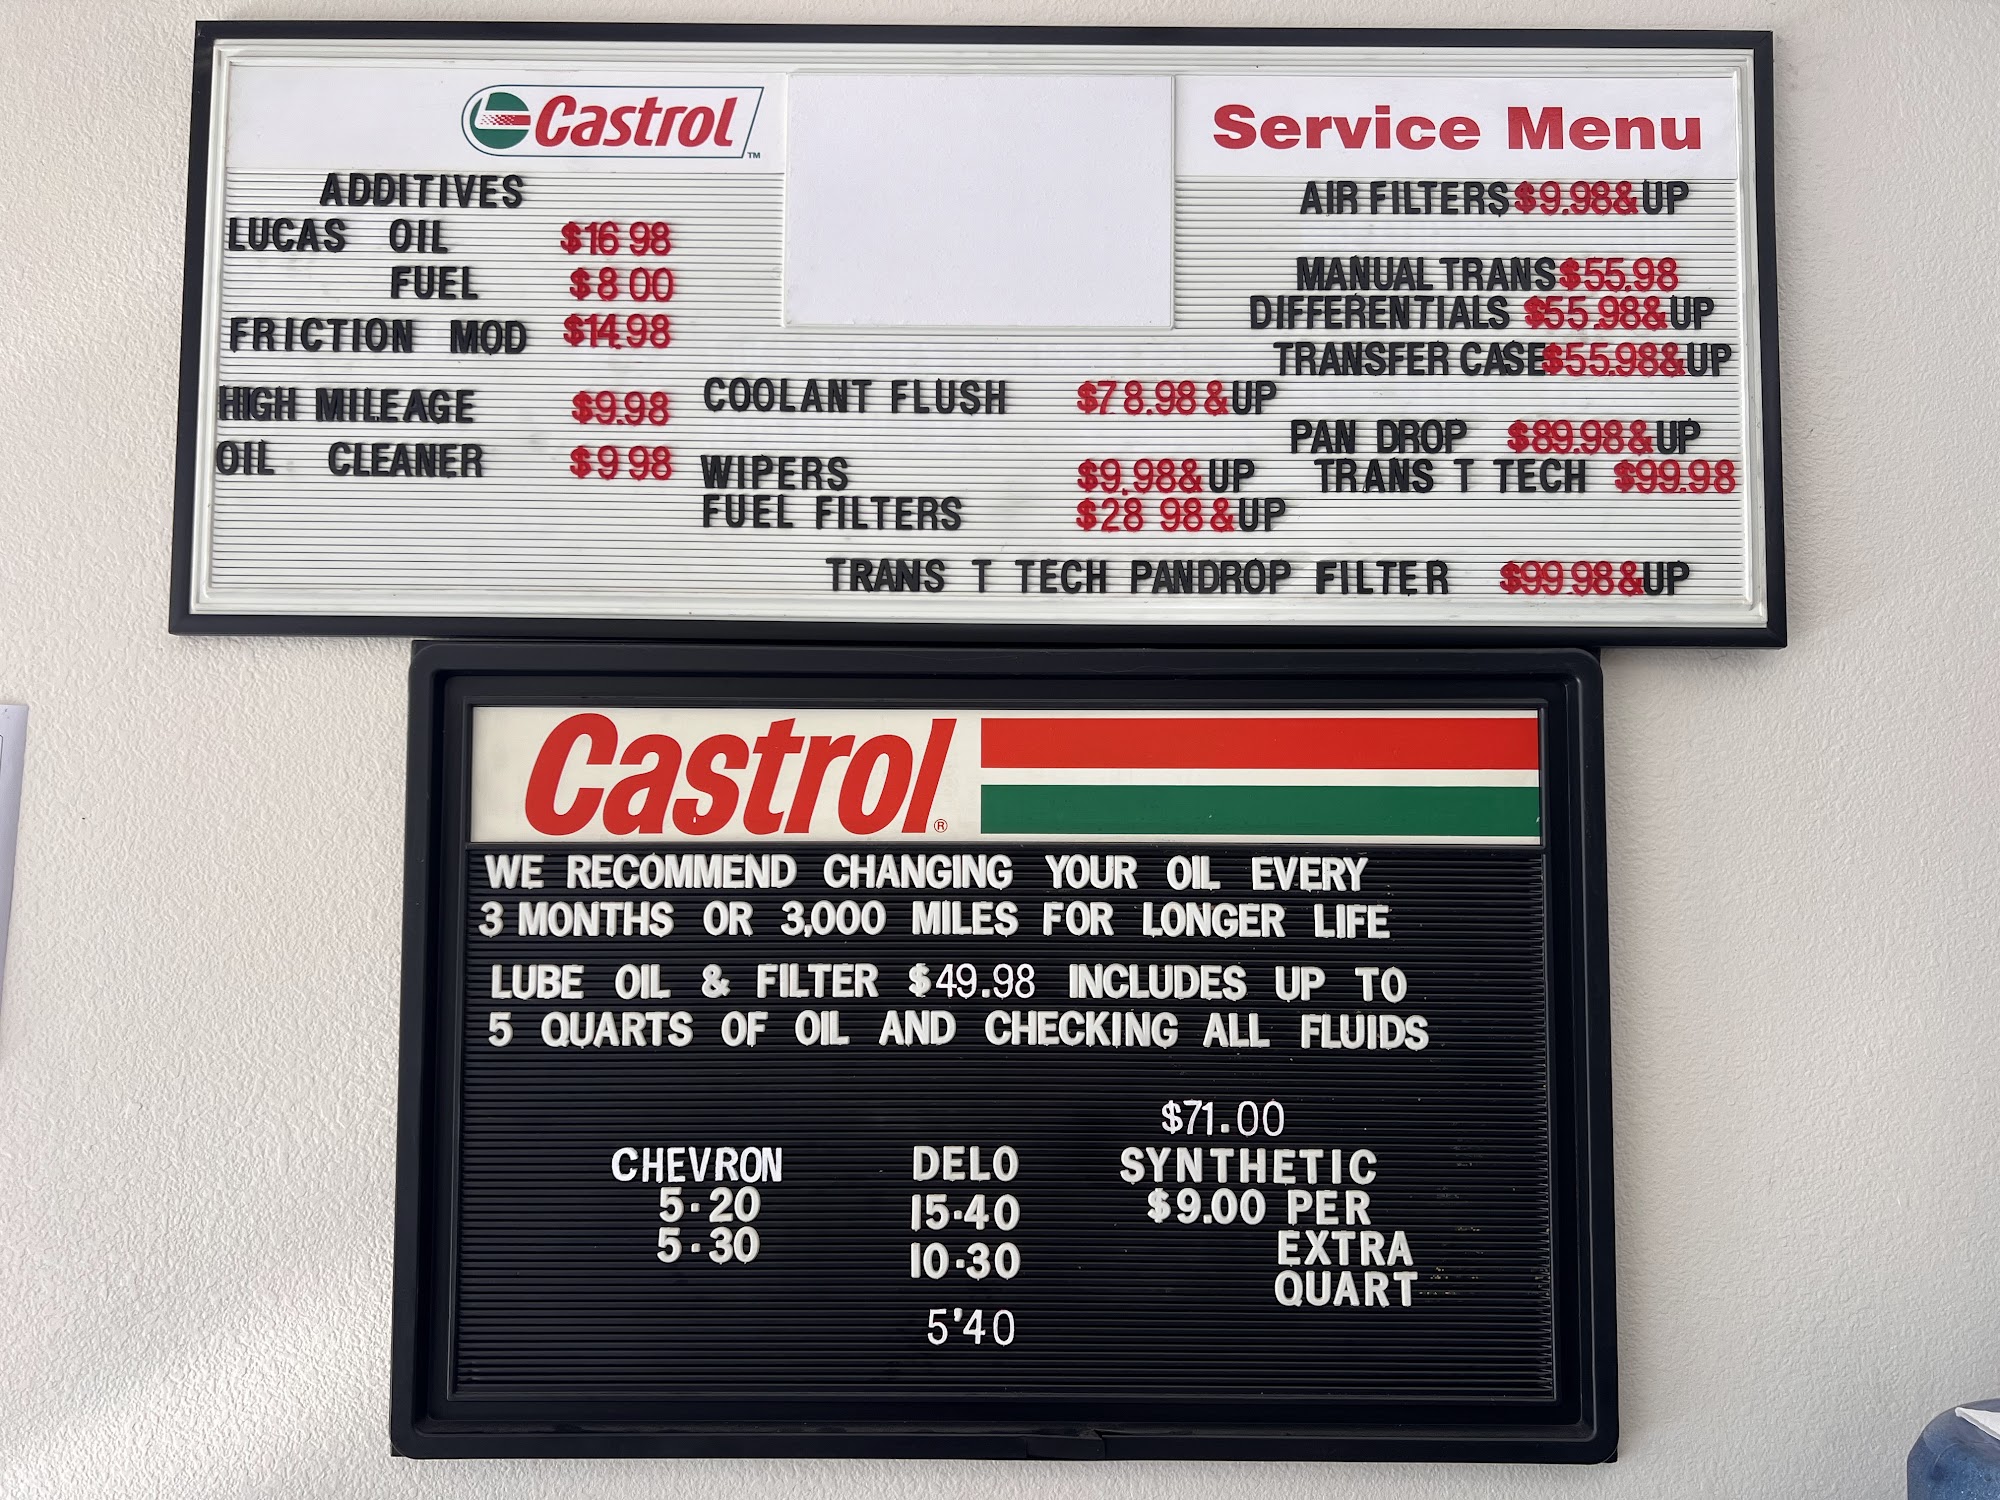 Castrol™
Service Menu
ADDITIVES
LUCAS OIL $16 98
FUEL $8 00
FRICTION MOD $14.98
HIGH MILEAGE $9.98
OIL CLEANER $9 98
COOLANT FLUSH $78.98 & UP
WIPERS $9.98& UP
FUEL FILTERS $28 98 & UP
AIR FILTERS $9.98& UP
MANUAL TRANS $55.98
DIFFERENTIALS $55.98& UP
TRANSFER CASE $55.98& UP
PAN DROP $89.98& UP
TRANS T TECH $99.98
TRANS T TECH PANDROP FILTER $99 98& UP
Castrol®
WE RECOMMEND CHANGING YOUR OIL EVERY
3 MONTHS OR 3,000 MILES FOR LONGER LIFE
LUBE OIL & FILTER $49.98 INCLUDES UP TO
5 QUARTS OF OIL AND CHECKING ALL FLUIDS
CHEVRON
5·20
5·30
DELO
15·40
10·30
5'40
$71.00
SYNTHETIC
$9.00 PER
EXTRA
QUART